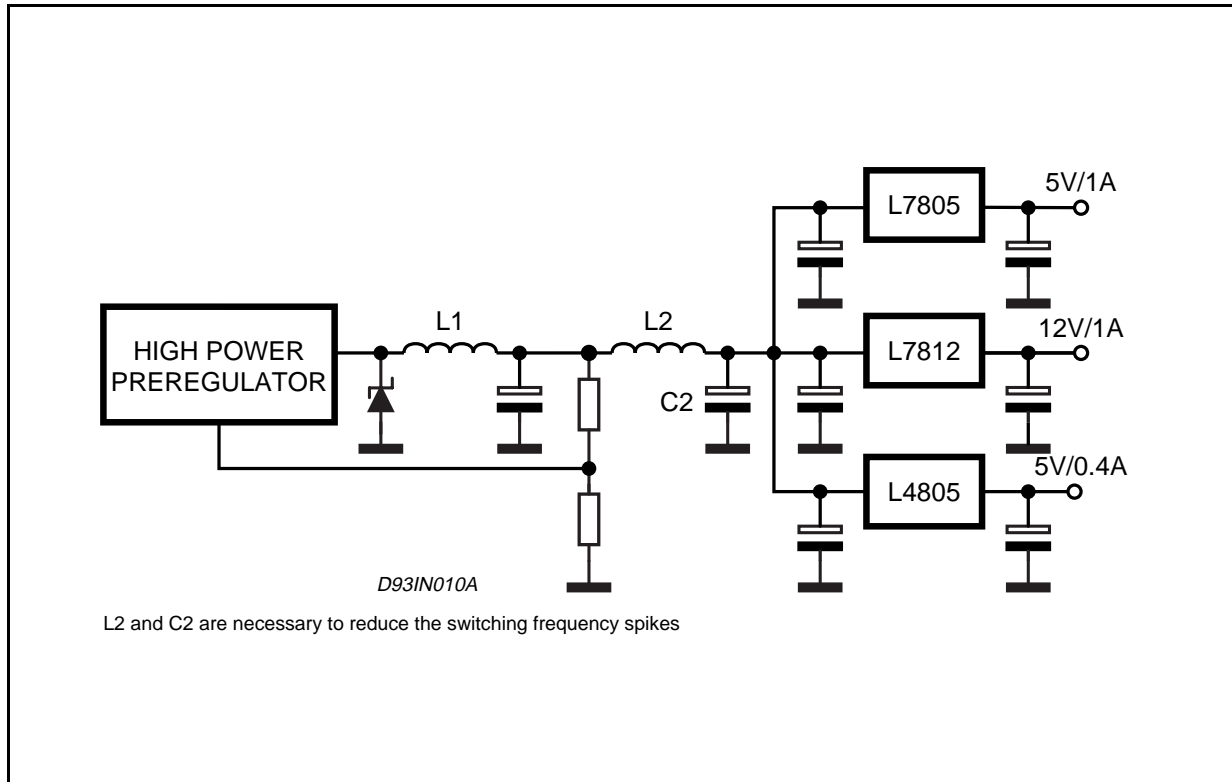 5V/1A
L7805
L1
L2
12V/1A
HIGH POWER
PREREGULATOR
L7812
C2
5V/0.4A
L4805
D93IN010A
L2 and C2 are necessary to reduce the switching frequency spikes